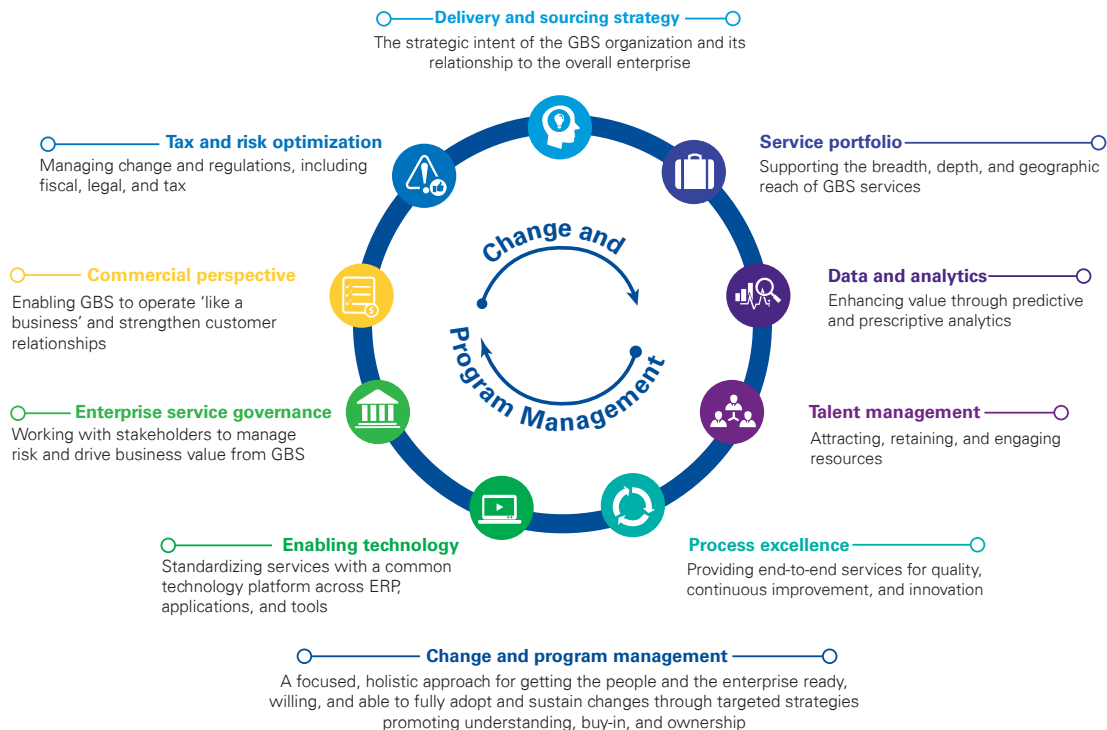 Delivery and sourcing strategy
The strategic intent of the GBS organization and its
relationship to the overall enterprise
Tax and risk optimization
Managing change and regulations, including
fiscal, legal, and tax
Service portfolio
Supporting the breadth, depth, and geographic
reach of GBS services
Change and
Program Management
Commercial perspective
Enabling GBS to operate ‘like a
business’ and strengthen customer
relationships
Data and analytics
Enhancing value through predictive
and prescriptive analytics
$
Enterprise service governance
Working with stakeholders to manage
risk and drive business value from GBS
Talent management
Attracting, retaining, and engaging
resources
Enabling technology
Standardizing services with a common
technology platform across ERP,
applications, and tools
Process excellence
Providing end-to-end services for quality,
continuous improvement, and innovation
Change and program management
A focused, holistic approach for getting the people and the enterprise ready,
willing, and able to fully adopt and sustain changes through targeted strategies
promoting understanding, buy-in, and ownership